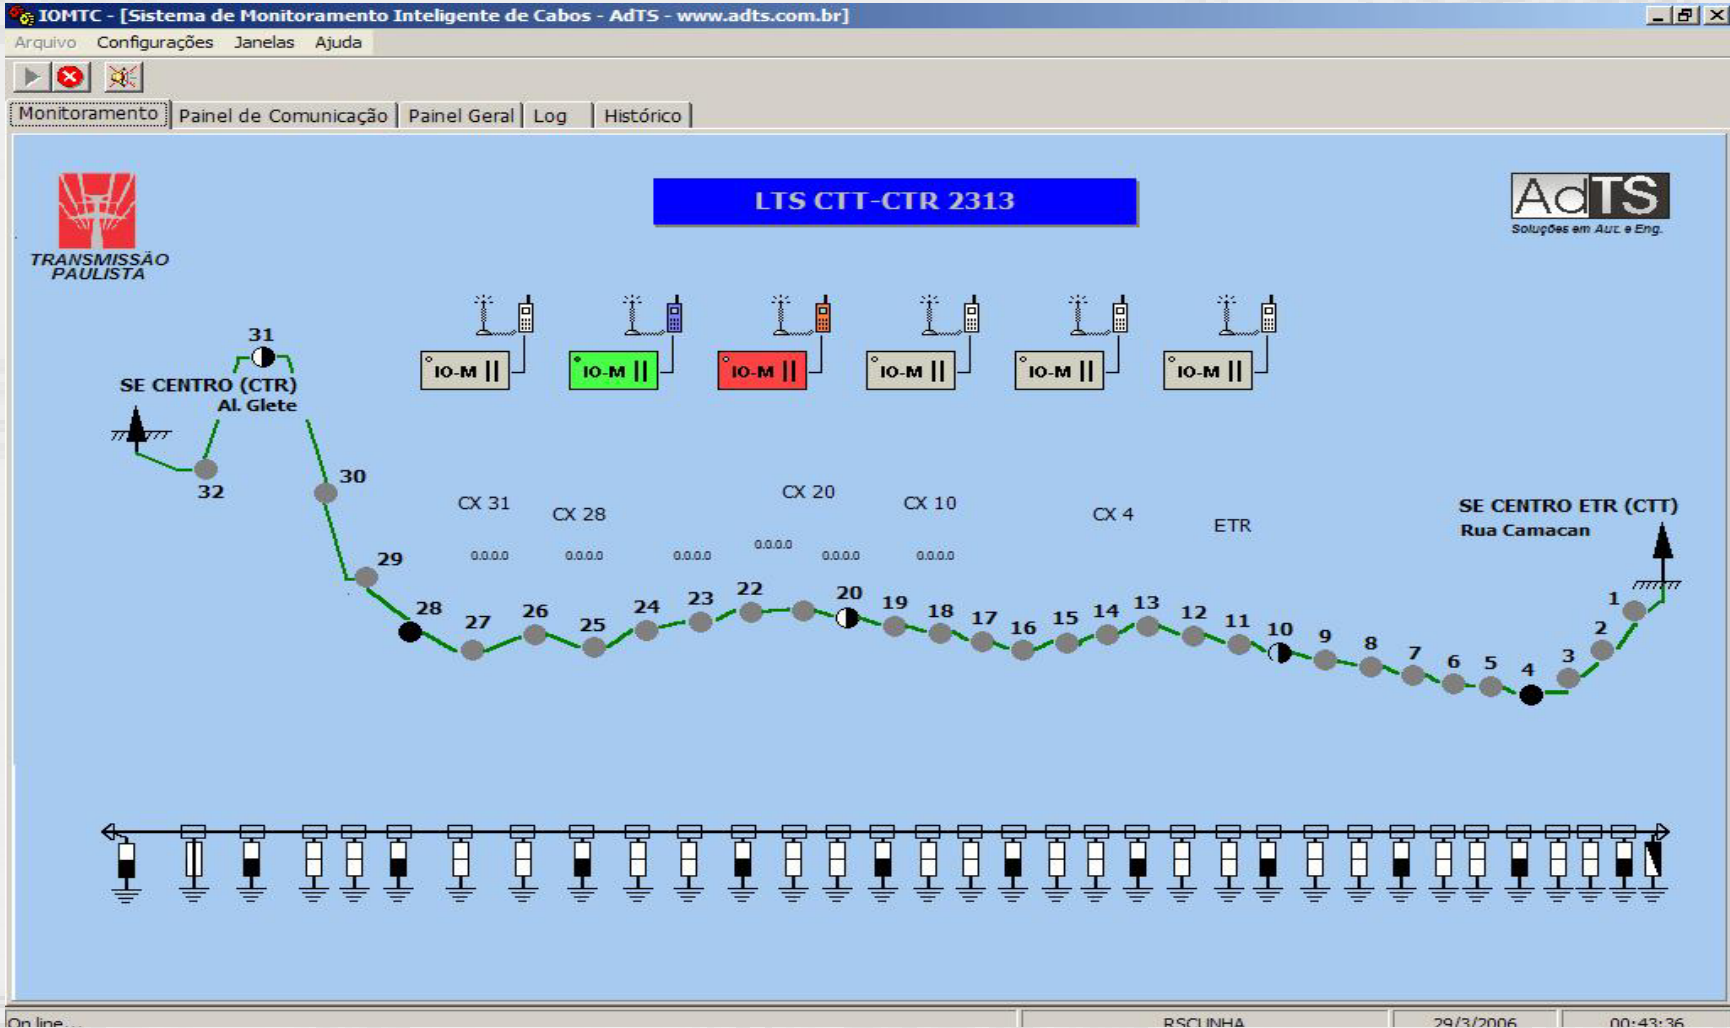 IOMTC - [Sistema de Monitoramento Inteligente de Cabos - AdTS - www.adts.com.br]
Arquivo Configurações Janelas Ajuda
Monitoramento Painel de Comunicação Painel Geral Log Histórico
LTS CTT-CTR 2313
TRANSMISSÃO
PAULISTA
AdTS
Soluções em Aut. e Eng.
31
SE CENTRO (CTR)
Al. Glete
IO-M IO-M IO-M IO-M IO-M IO-M
32
30
CX 31 CX 28 CX 20 CX 10 CX 4 ETR
SE CENTRO ETR (CTT)
Rua Camacan
0.0.0.0 0.0.0.0 0.0.0.0 0.0.0.0 0.0.0.0 0.0.0.0
29
28 27 26 25 24 23 22 20 19 18 17 16 15 14 13 12 11 10 9 8 7 6 5 4 3 2 1
On line...
RSCUNHA
29/3/2006
00:43:36